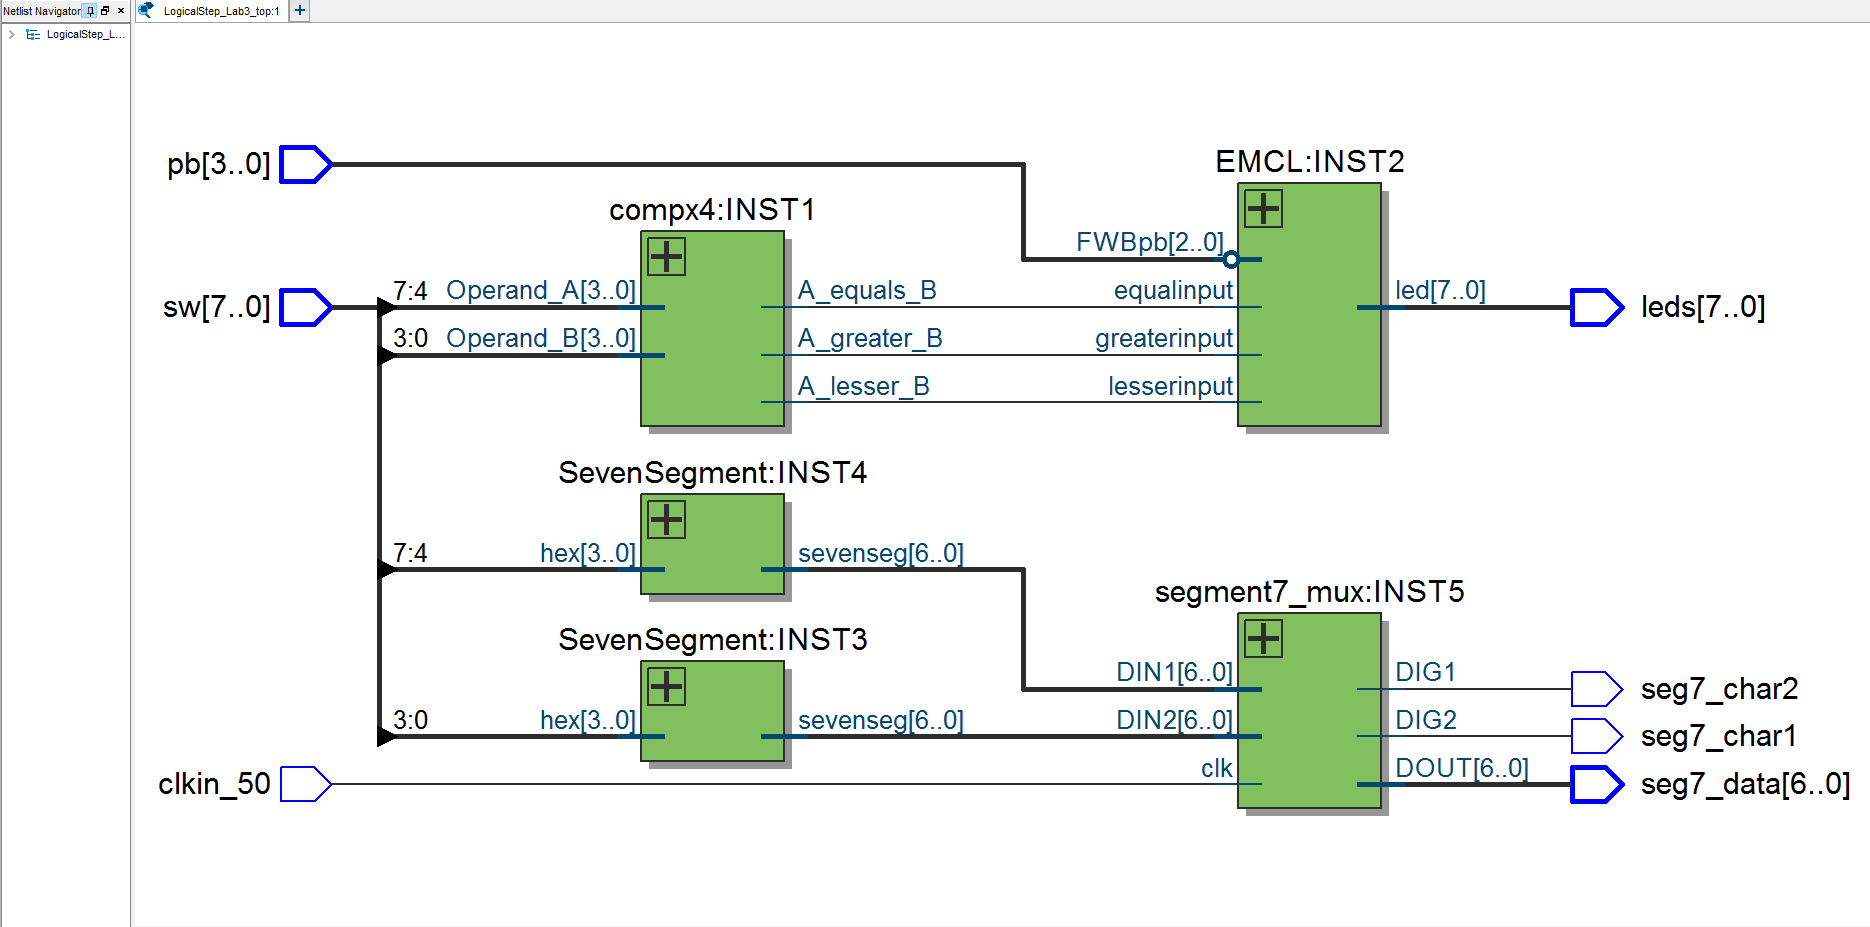 Netlist Navigator
LogicalStep_Lab3_top:1
LogicalStep_L...
pb[3..0]
EMCL:INST2
compx4:INST1
FWBpb[2..0]
sw[7..0]
7:4
Operand_A[3..0]
A_equals_B
equalinput
led[7..0]
leds[7..0]
3:0
Operand_B[3..0]
A_greater_B
greaterinput
A_lesser_B
lesserinput
SevenSegment:INST4
7:4
hex[3..0]
sevenseg[6..0]
segment7_mux:INST5
SevenSegment:INST3
DIN1[6..0]
DIG1
seg7_char2
3:0
hex[3..0]
sevenseg[6..0]
DIN2[6..0]
DIG2
seg7_char1
clkin_50
clk
DOUT[6..0]
seg7_data[6..0]